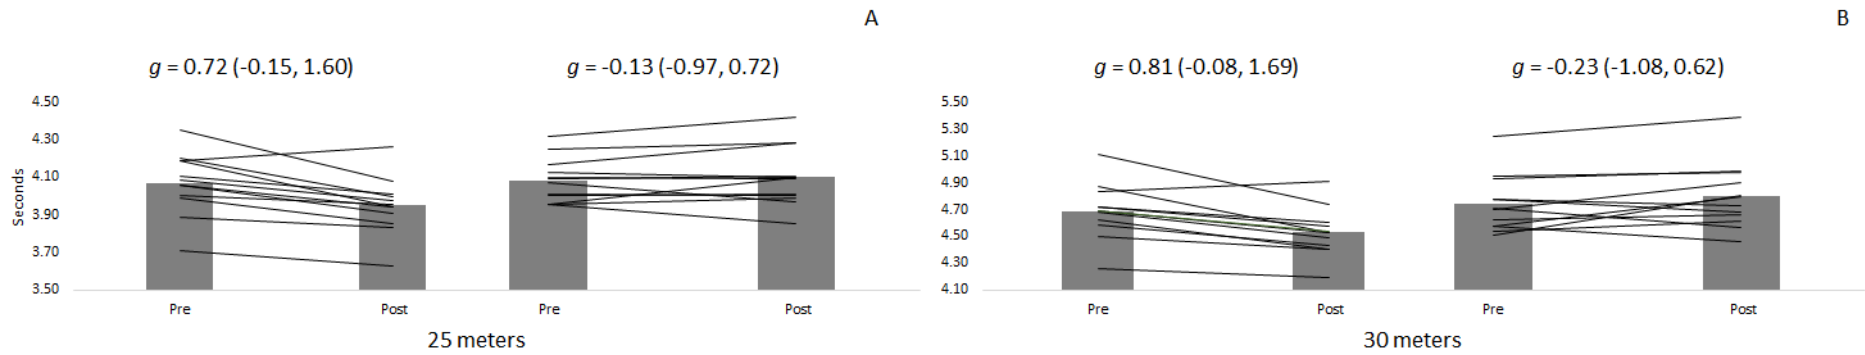 A
g = 0.72 (-0.15, 1.60)
g = -0.13 (-0.97, 0.72)
4.50
4.30
4.10
3.90
3.70
3.50
Seconds
Pre
Post
Pre
Post
25 meters
B
g = 0.81 (-0.08, 1.69)
g = -0.23 (-1.08, 0.62)
5.50
5.30
5.10
4.90
4.70
4.50
4.30
4.10
Pre
Post
Pre
Post
30 meters